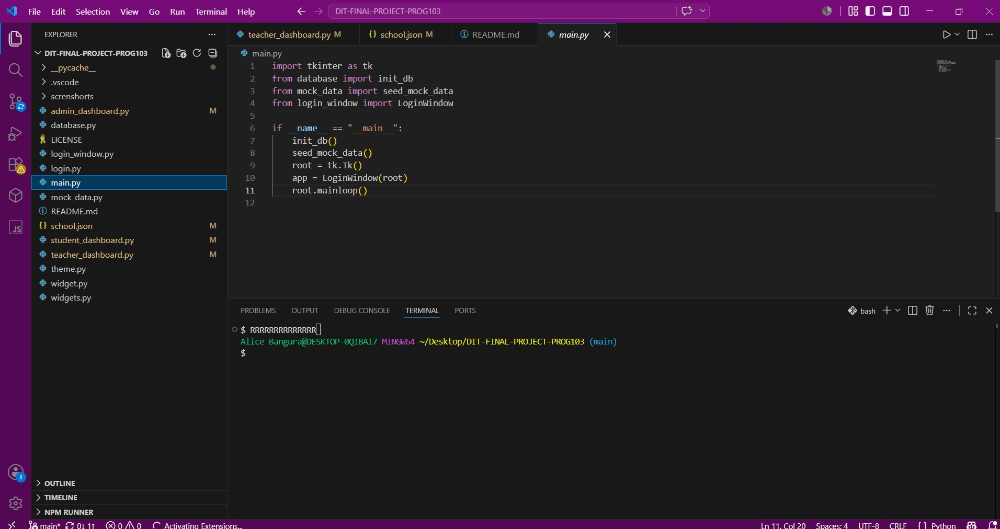 File Edit Selection View Go Run Terminal Help
DIT-FINAL-PROJECT-PROG103
EXPLORER
DIT-FINAL-PROJECT-PROG103
__pycache__
.vscode
screnshorts
admin_dashboard.py M
database.py
LICENSE
login_window.py
login.py
main.py
mock_data.py
README.md
school.json M
student_dashboard.py M
teacher_dashboard.py M
theme.py
widget.py
widgets.py
OUTLINE
TIMELINE
NPM RUNNER
JS
1
teacher_dashboard.py M
{} school.json M
README.md
main.py
main.py
1 import tkinter as tk
2 from database import init_db
3 from mock_data import seed_mock_data
4 from login_window import LoginWindow
5
6 if __name__ == "__main__":
7 init_db()
8 seed_mock_data()
9 root = tk.Tk()
10 app = LoginWindow(root)
11 root.mainloop()
12
PROBLEMS OUTPUT DEBUG CONSOLE TERMINAL PORTS
bash
$ RRRRRRRRRRRRRR
Alice Bangura@DESKTOP-0QIBAI7 MINGW64 ~/Desktop/DIT-FINAL-PROJECT-PROG103 (main)
$
main* 0↓ 1↑ 0 0 Activating Extensions...
Ln 11, Col 20 Spaces: 4 UTF-8 CRLF {} Python